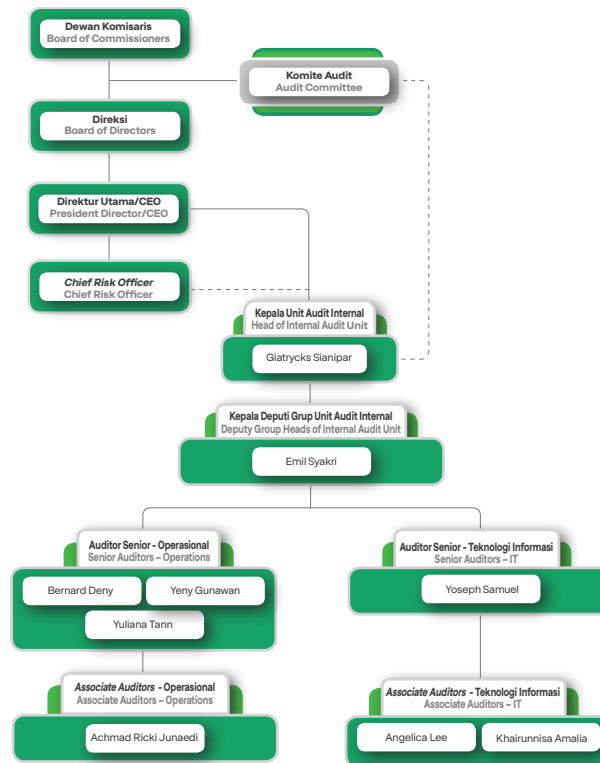 Dewan Komisaris
Board of Commissioners
Komite Audit
Audit Committee
Direksi
Board of Directors
Direktur Utama/CEO
President Director/CEO
Chief Risk Officer
Chief Risk Officer
Kepala Unit Audit Internal
Head of Internal Audit Unit
Giatrycks Sianipar
Kepala Deputi Grup Unit Audit Internal
Deputy Group Heads of Internal Audit Unit
Emil Syakri
Auditor Senior - Operasional
Senior Auditors – Operations
Bernard Deny
Yeny Gunawan
Yuliana Tann
Auditor Senior - Teknologi Informasi
Senior Auditors – IT
Yoseph Samuel
Associate Auditors - Operasional
Associate Auditors – Operations
Achmad Ricki Junaedi
Associate Auditors - Teknologi Informasi
Associate Auditors – IT
Angelica Lee
Khairunnisa Amalia